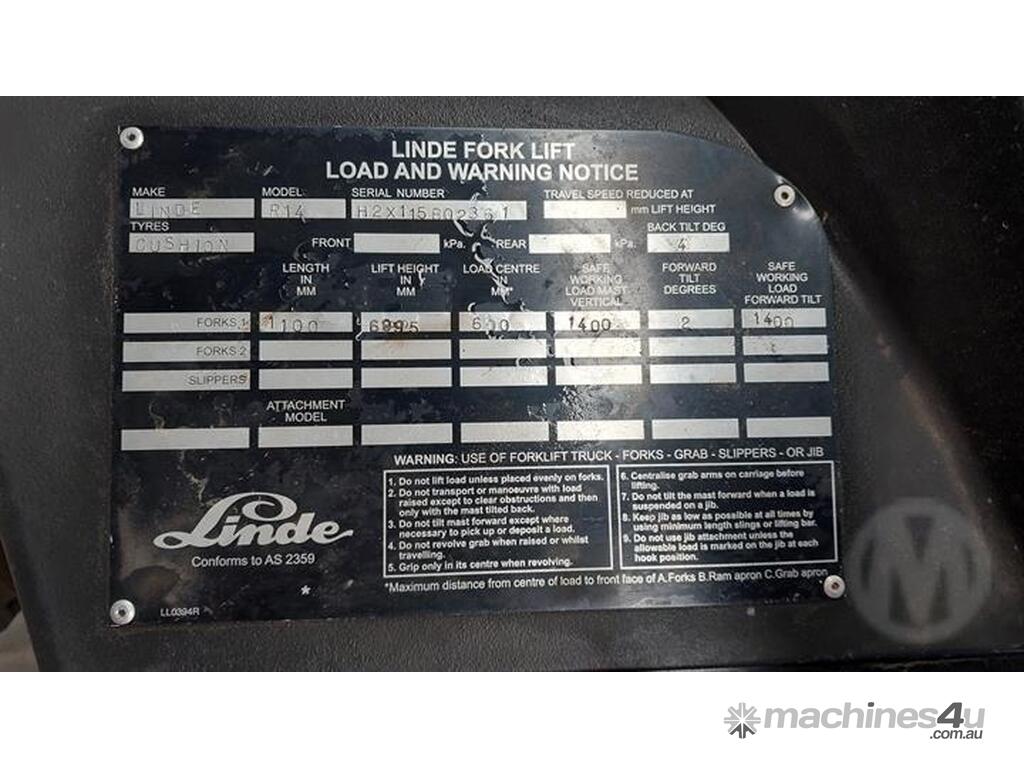 LINDE FORK LIFT
LOAD AND WARNING NOTICE
MAKE MODEL SERIAL NUMBER TRAVEL SPEED REDUCED AT
LINDE R14 H2X115B02361 mm LIFT HEIGHT
TYRES BACK TILT DEG
CUSHION FRONT kPa. REAR kPa. 4
LENGTH IN MM LIFT HEIGHT IN MM LOAD CENTRE IN MM* SAFE WORKING LOAD MAST VERTICAL FORWARD TILT DEGREES SAFE WORKING LOAD FORWARD TILT
FORKS 1 1100 6895 600 1400 2 1400
FORKS 2
SLIPPERS
ATTACHMENT
MODEL
WARNING: USE OF FORKLIFT TRUCK - FORKS - GRAB - SLIPPERS - OR JIB
1. Do not lift load unless placed evenly on forks.
2. Do not transport or manoeuvre with load
raised except to clear obstructions and then
only with the mast tilted back.
3. Do not tilt mast forward except where
necessary to pick up or deposit a load.
4. Do not revolve grab when raised or whilst
travelling.
5. Grip only in its centre when revolving.
6. Centralise grab arms on carriage before
lifting.
7. Do not tilt the mast forward when a load is
suspended on a jib.
8. Keep jib as low as possible at all times by
using minimum length slings or lifting bar.
9. Do not use jib attachment unless the
allowable load is marked on the jib at each
hook position.
*Maximum distance from centre of load to front face of A.Forks B.Ram apron C.Grab apron
Linde
Conforms to AS 2359
*
LL0394R
M
machines4u
.com.au